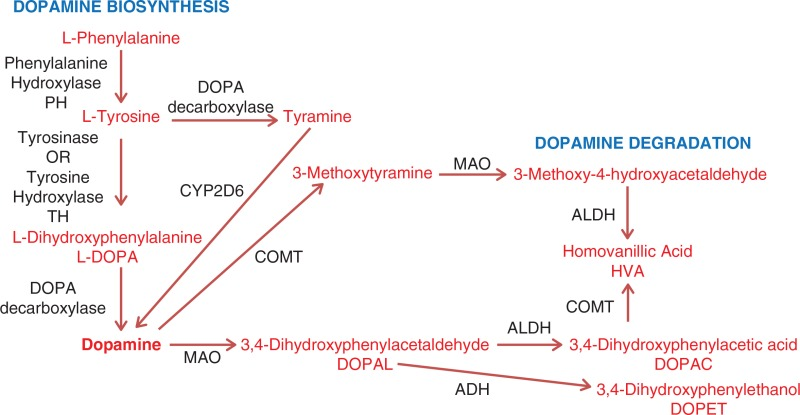 DOPAMINE BIOSYNTHESIS
L-Phenylalanine
Phenylalanine
Hydroxylase
PH
L-Tyrosine
DOPA
decarboxylase
Tyramine
Tyrosinase
OR
Tyrosine
Hydroxylase
TH
L-Dihydroxyphenylalanine
L-DOPA
DOPA
decarboxylase
Dopamine
CYP2D6
COMT
3-Methoxytyramine
MAO
DOPAMINE DEGRADATION
3-Methoxy-4-hydroxyacetaldehyde
ALDH
Homovanillic Acid
HVA
COMT
MAO
3,4-Dihydroxyphenylacetaldehyde
DOPAL
ALDH
3,4-Dihydroxyphenylacetic acid
DOPAC
ADH
3,4-Dihydroxyphenylethanol
DOPET